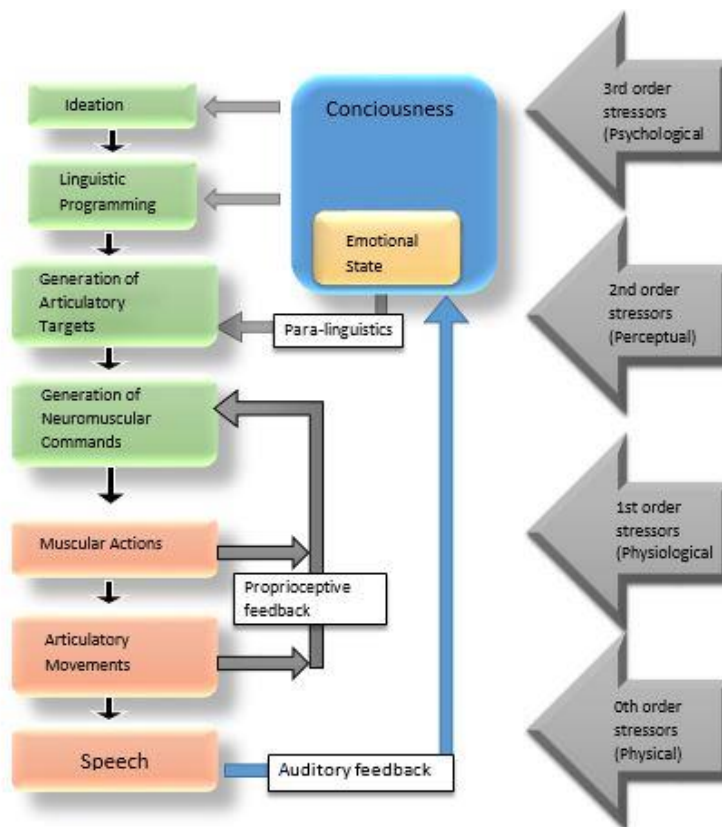 Ideation
Conciousness
3rd order
stressors
(Psychological
Linguistic
Programming
Emotional
State
Generation of
Articulatory
Targets
Para-linguistics
2nd order
stressors
(Perceptual)
Generation of
Neuromuscular
Commands
1st order
stressors
(Physiological
Muscular Actions
Proprioceptive
feedback
Articulatory
Movements
0th order
stressors
(Physical)
Speech
Auditory feedback